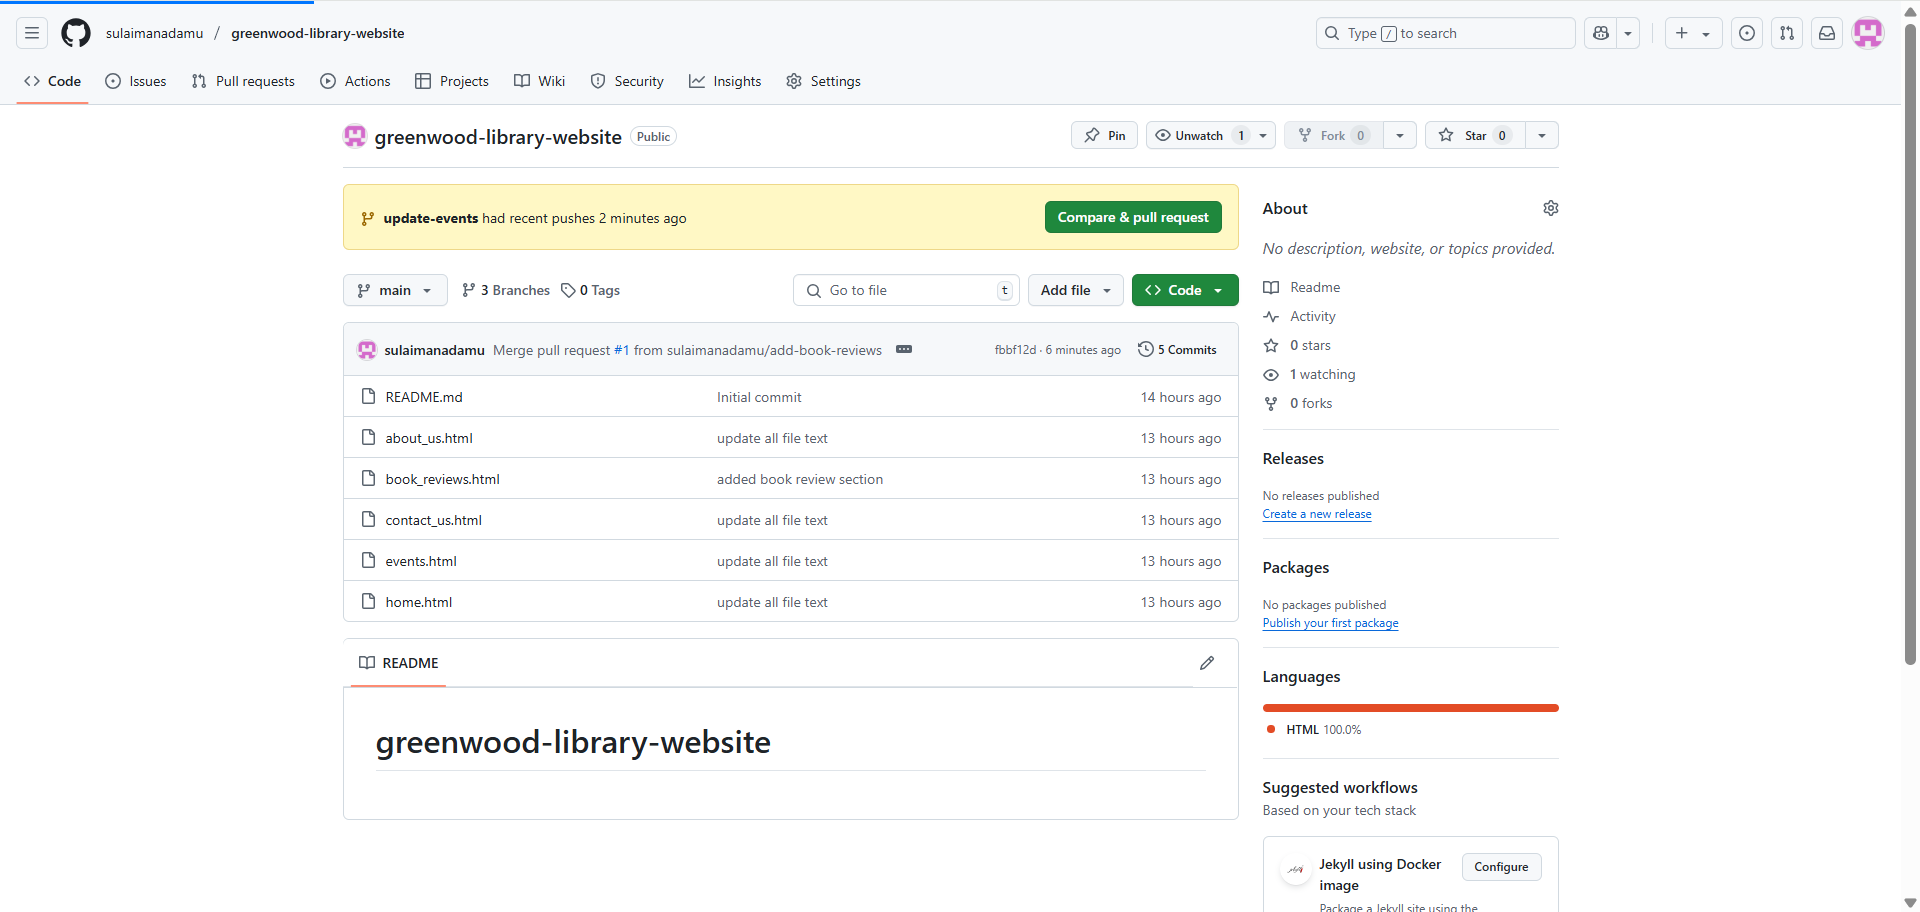 sulaimanadamu / greenwood-library-website
Type / to search
Code Issues Pull requests Actions Projects Wiki Security Insights Settings
greenwood-library-website Public
Pin Unwatch 1 Fork 0 Star 0
update-events had recent pushes 2 minutes ago
Compare & pull request
main 3 Branches 0 Tags
Go to file t
Add file
Code
sulaimanadamu Merge pull request #1 from sulaimanadamu/add-book-reviews fbbf12d · 6 minutes ago 5 Commits
README.md Initial commit 14 hours ago
about_us.html update all file text 13 hours ago
book_reviews.html added book review section 13 hours ago
contact_us.html update all file text 13 hours ago
events.html update all file text 13 hours ago
home.html update all file text 13 hours ago
README
greenwood-library-website
About
No description, website, or topics provided.
Readme
Activity
0 stars
1 watching
0 forks
Releases
No releases published
Create a new release
Packages
No packages published
Publish your first package
Languages
HTML 100.0%
Suggested workflows
Based on your tech stack
Jekyll using Docker
image
Configure
Package a Jekyll site using the